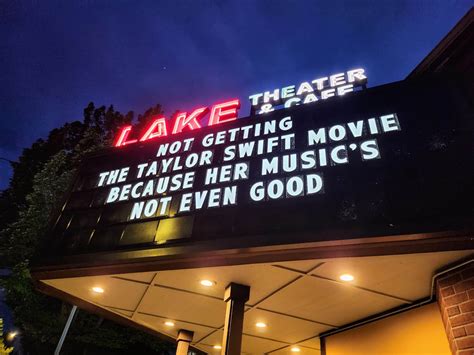 LAKE THEATER
& CAFE
NOT GETTING
THE TAYLOR SWIFT MOVIE
BECAUSE HER MUSIC'S
NOT EVEN GOOD